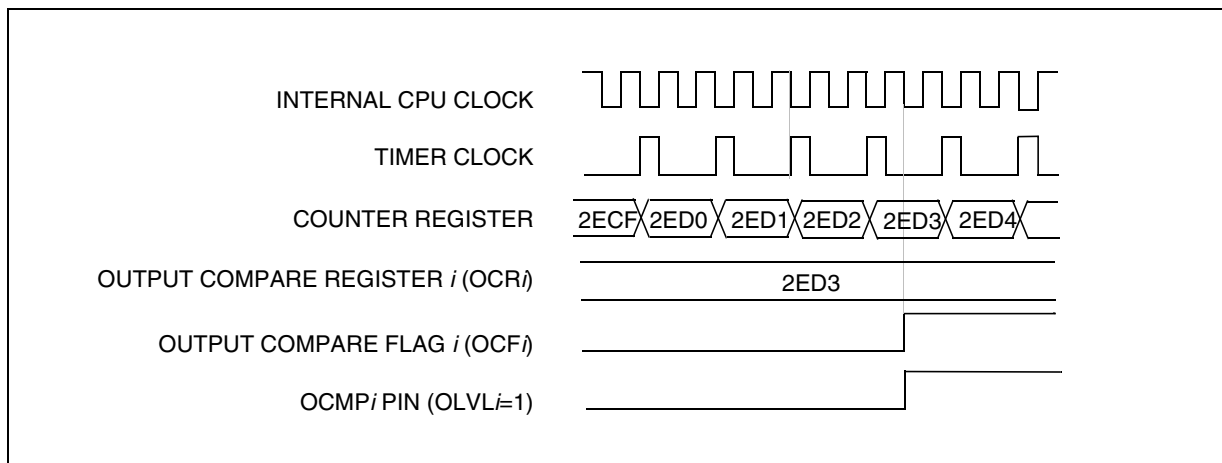 INTERNAL CPU CLOCK
TIMER CLOCK
COUNTER REGISTER 2ECF 2ED0 2ED1 2ED2 2ED3 2ED4
OUTPUT COMPARE REGISTER i (OCRi) 2ED3
OUTPUT COMPARE FLAG i (OCFi)
OCMPi PIN (OLVLi=1)